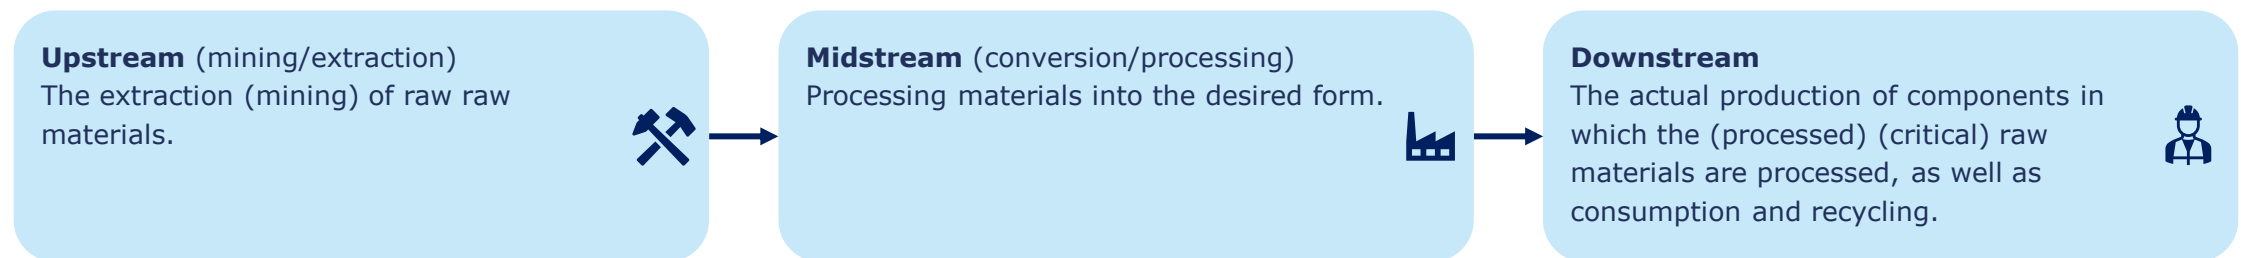 Upstream (mining/extraction)
The extraction (mining) of raw raw
materials.
Midstream (conversion/processing)
Processing materials into the desired form.
Downstream
The actual production of components in
which the (processed) (critical) raw
materials are processed, as well as
consumption and recycling.